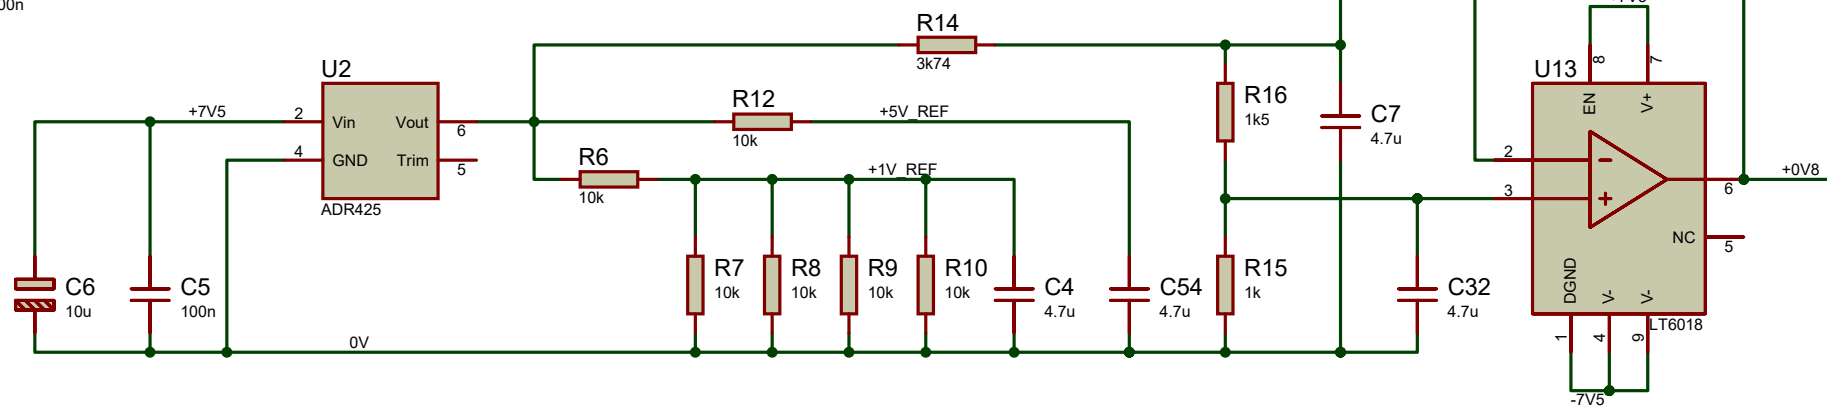 R14
3k74
U2
+7V5
2
Vin
Vout
6
4
GND
Trim
5
ADR425
R12
10k
+5V_REF
R6
10k
+1V_REF
R16
1k5
C7
4.7u
U13
8
7
EN
V+
2
3
6
+0V8
NC
5
DGND
V-
V-
LT6018
1
4
9
-7V5
C6
10u
C5
100n
R7
10k
R8
10k
R9
10k
R10
10k
C4
4.7u
C54
4.7u
R15
1k
C32
4.7u
0V